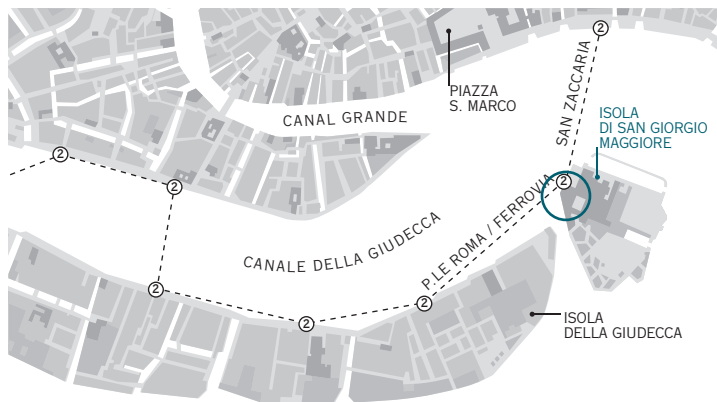 2
PIAZZA
S. MARCO
CANAL GRANDE
SAN ZACCARIA
ISOLA
DI SAN GIORGIO
MAGGIORE
2
2
2
P.LE ROMA / FERROVIA
CANALE DELLA GIUDECCA
2
2
2
ISOLA
DELLA GIUDECCA